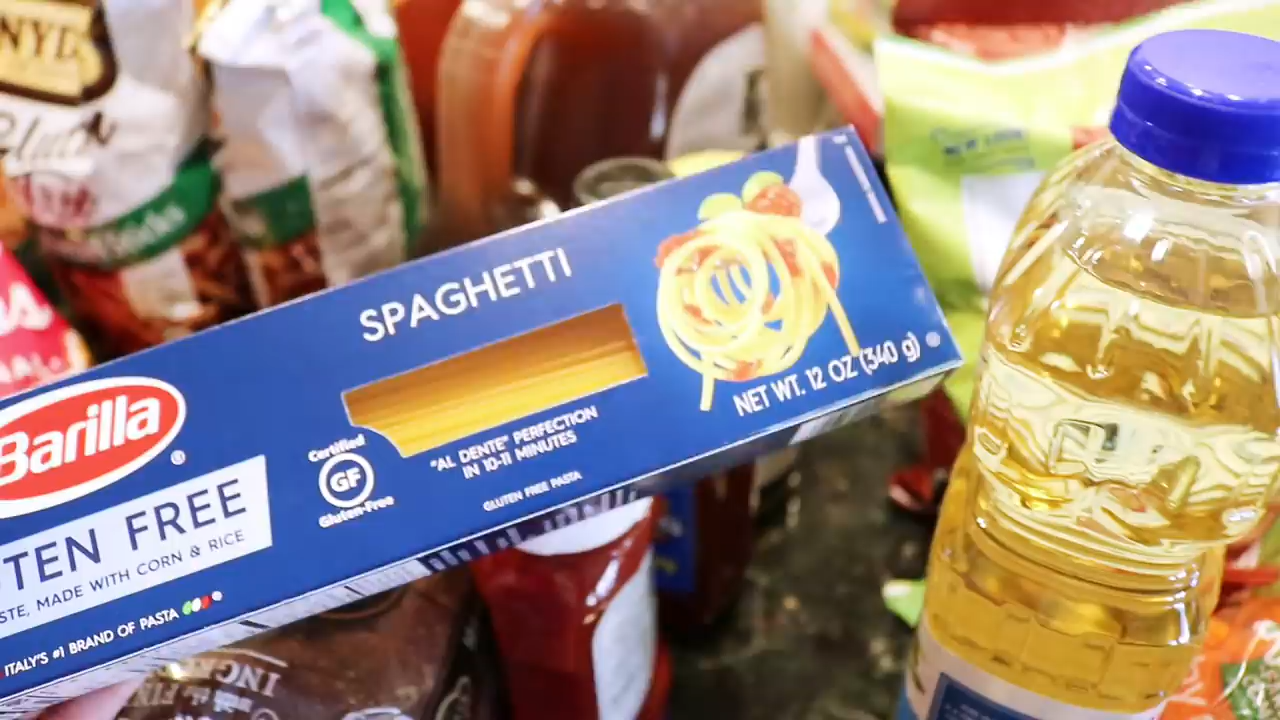 SPAGHETTI
Barilla
®
TEN FREE
STE, MADE WITH CORN & RICE
ITALY'S #1 BRAND OF PASTA
Certified
GF
Gluten-Free
"AL DENTE" PERFECTION
IN 10-11 MINUTES
GLUTEN FREE PASTA
NET WT. 12 OZ (340 g)